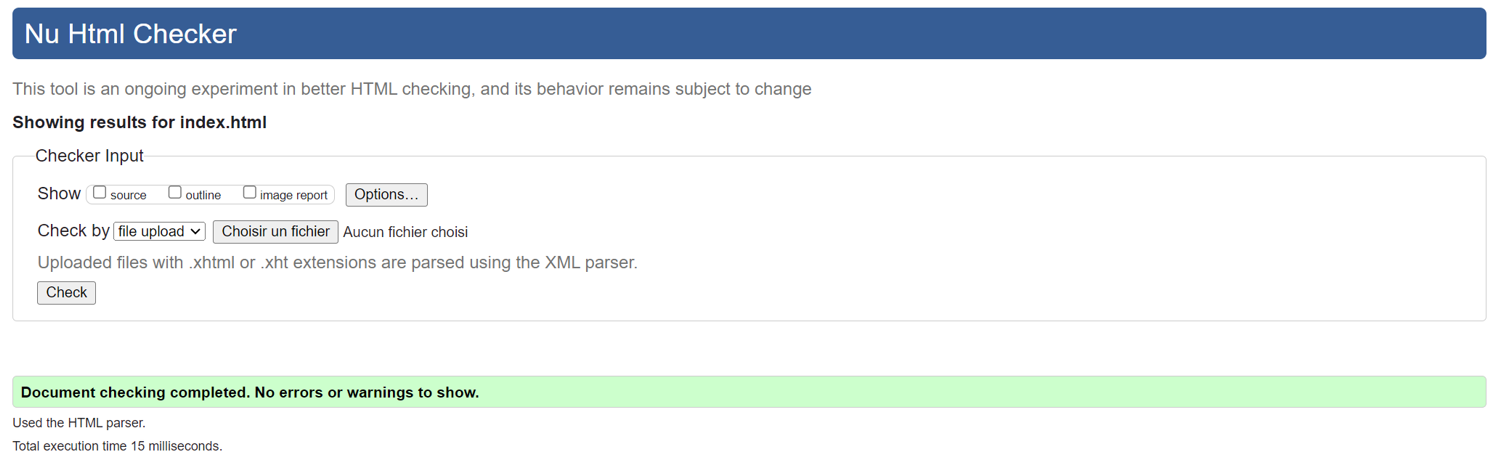 Nu Html Checker
This tool is an ongoing experiment in better HTML checking, and its behavior remains subject to change
Showing results for index.html
Checker Input
Show source outline image report Options...
Check by file upload Choisir un fichier Aucun fichier choisi
Uploaded files with .xhtml or .xht extensions are parsed using the XML parser.
Check
Document checking completed. No errors or warnings to show.
Used the HTML parser.
Total execution time 15 milliseconds.